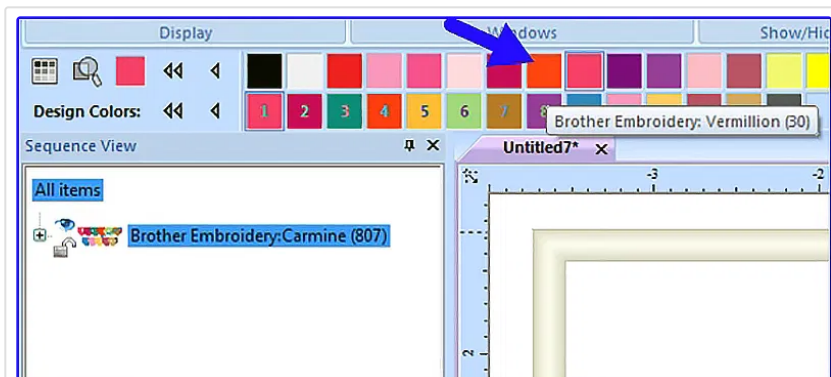 Display
Windows
Show/Hid
Design Colors:
1 2 3 4 5 6 7 8
Brother Embroidery: Vermillion (30)
Sequence View
Untitled7*
-3
-2
All items
Brother Embroidery:Carmine (807)
2